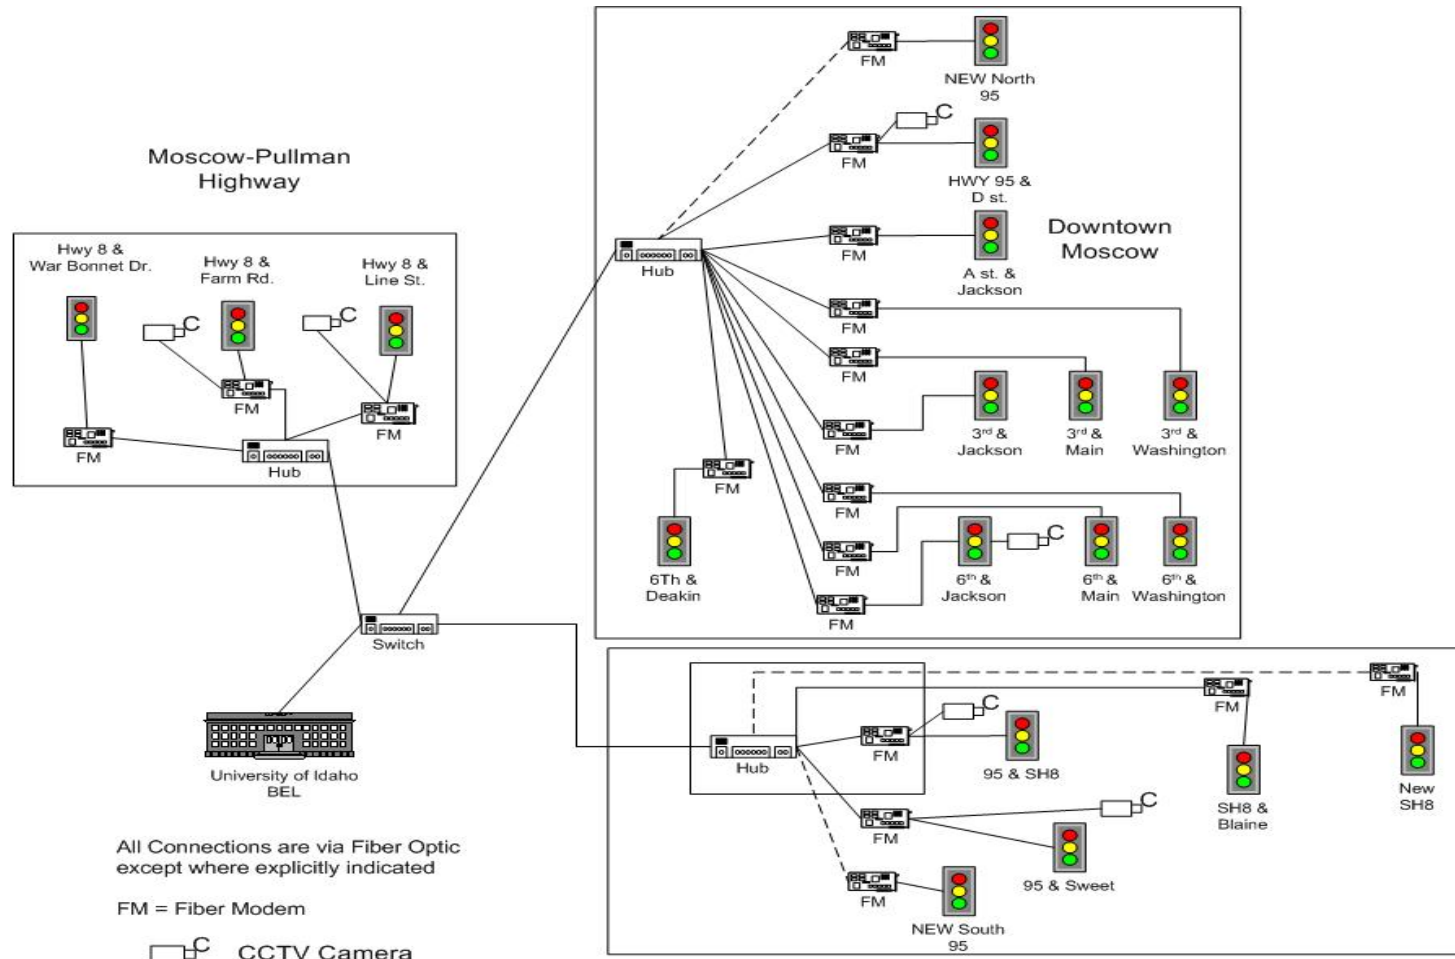 Moscow-Pullman
Highway
Hwy 8 &
War Bonnet Dr.
Hwy 8 &
Farm Rd.
Hwy 8 &
Line St.
C
C
FM
FM
FM
Hub
FM
NEW North
95
C
FM
HWY 95 &
D st.
Downtown
Moscow
Hub
FM
A st. &
Jackson
FM
FM
FM
3rd &
Jackson
3rd &
Main
3rd &
Washington
FM
FM
FM
C
FM
6Th &
Deakin
6th &
Jackson
6th &
Main
6th &
Washington
Switch
University of Idaho
BEL
FM
FM
C
Hub
FM
95 & SH8
SH8 &
Blaine
New
SH8
C
FM
95 & Sweet
FM
NEW South
95
All Connections are via Fiber Optic
except where explicitly indicated
FM = Fiber Modem
C
CCTV Camera